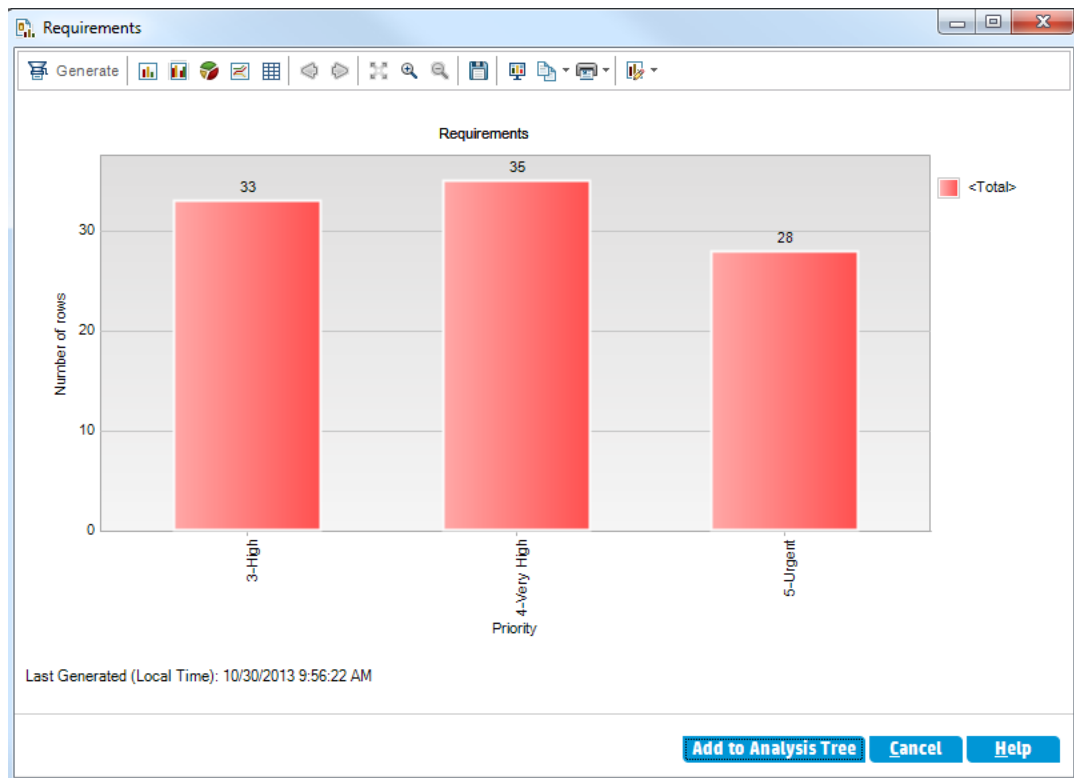 Requirements
Generate
Requirements
33
35
28
<Total>
30
20
10
0
Number of rows
3-High
4-Very High
5-Urgent
Priority
Last Generated (Local Time): 10/30/2013 9:56:22 AM
Add to Analysis Tree
Cancel
Help